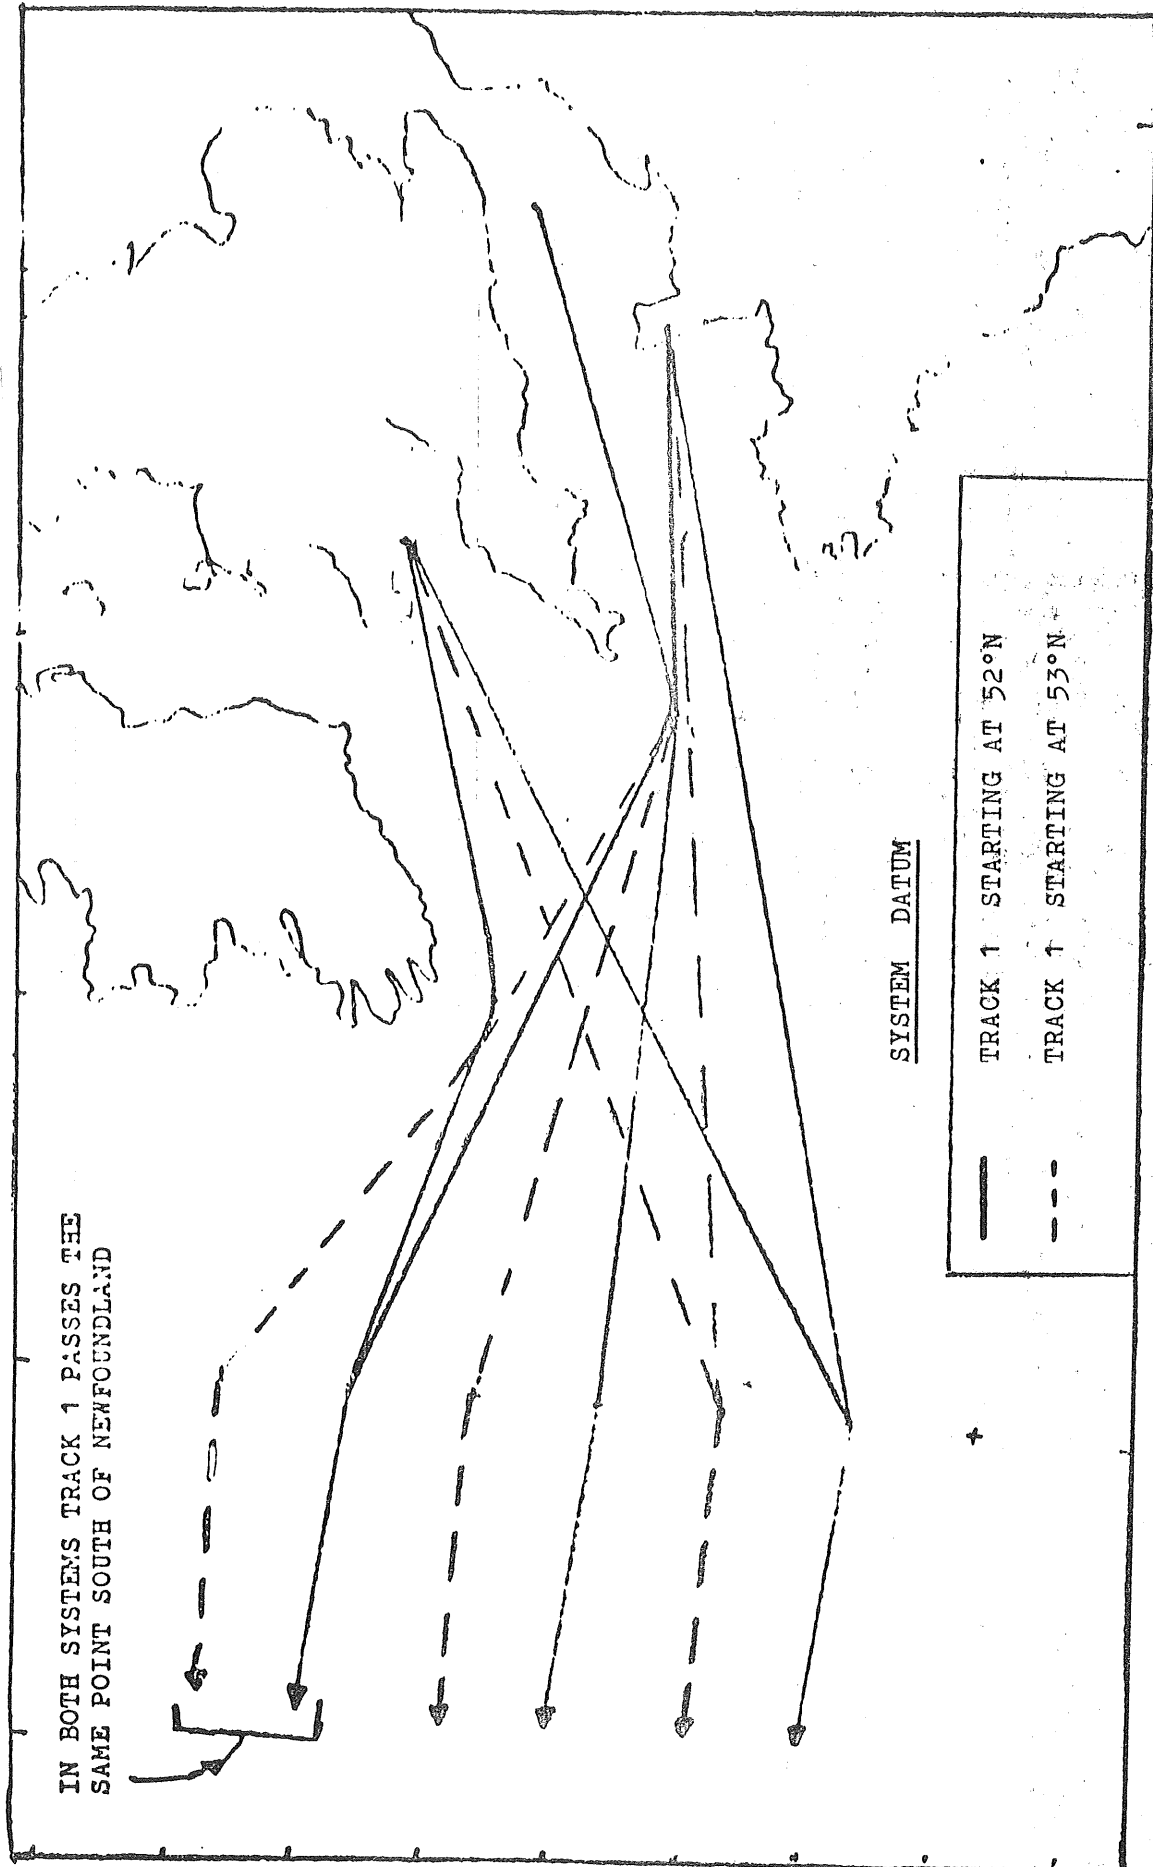 IN BOTH SYSTEMS TRACK 1 PASSES THE
SAME POINT SOUTH OF NEWFOUNDLAND
SYSTEM DATUM
TRACK 1 STARTING AT 52°N
TRACK 1 STARTING AT 53°N